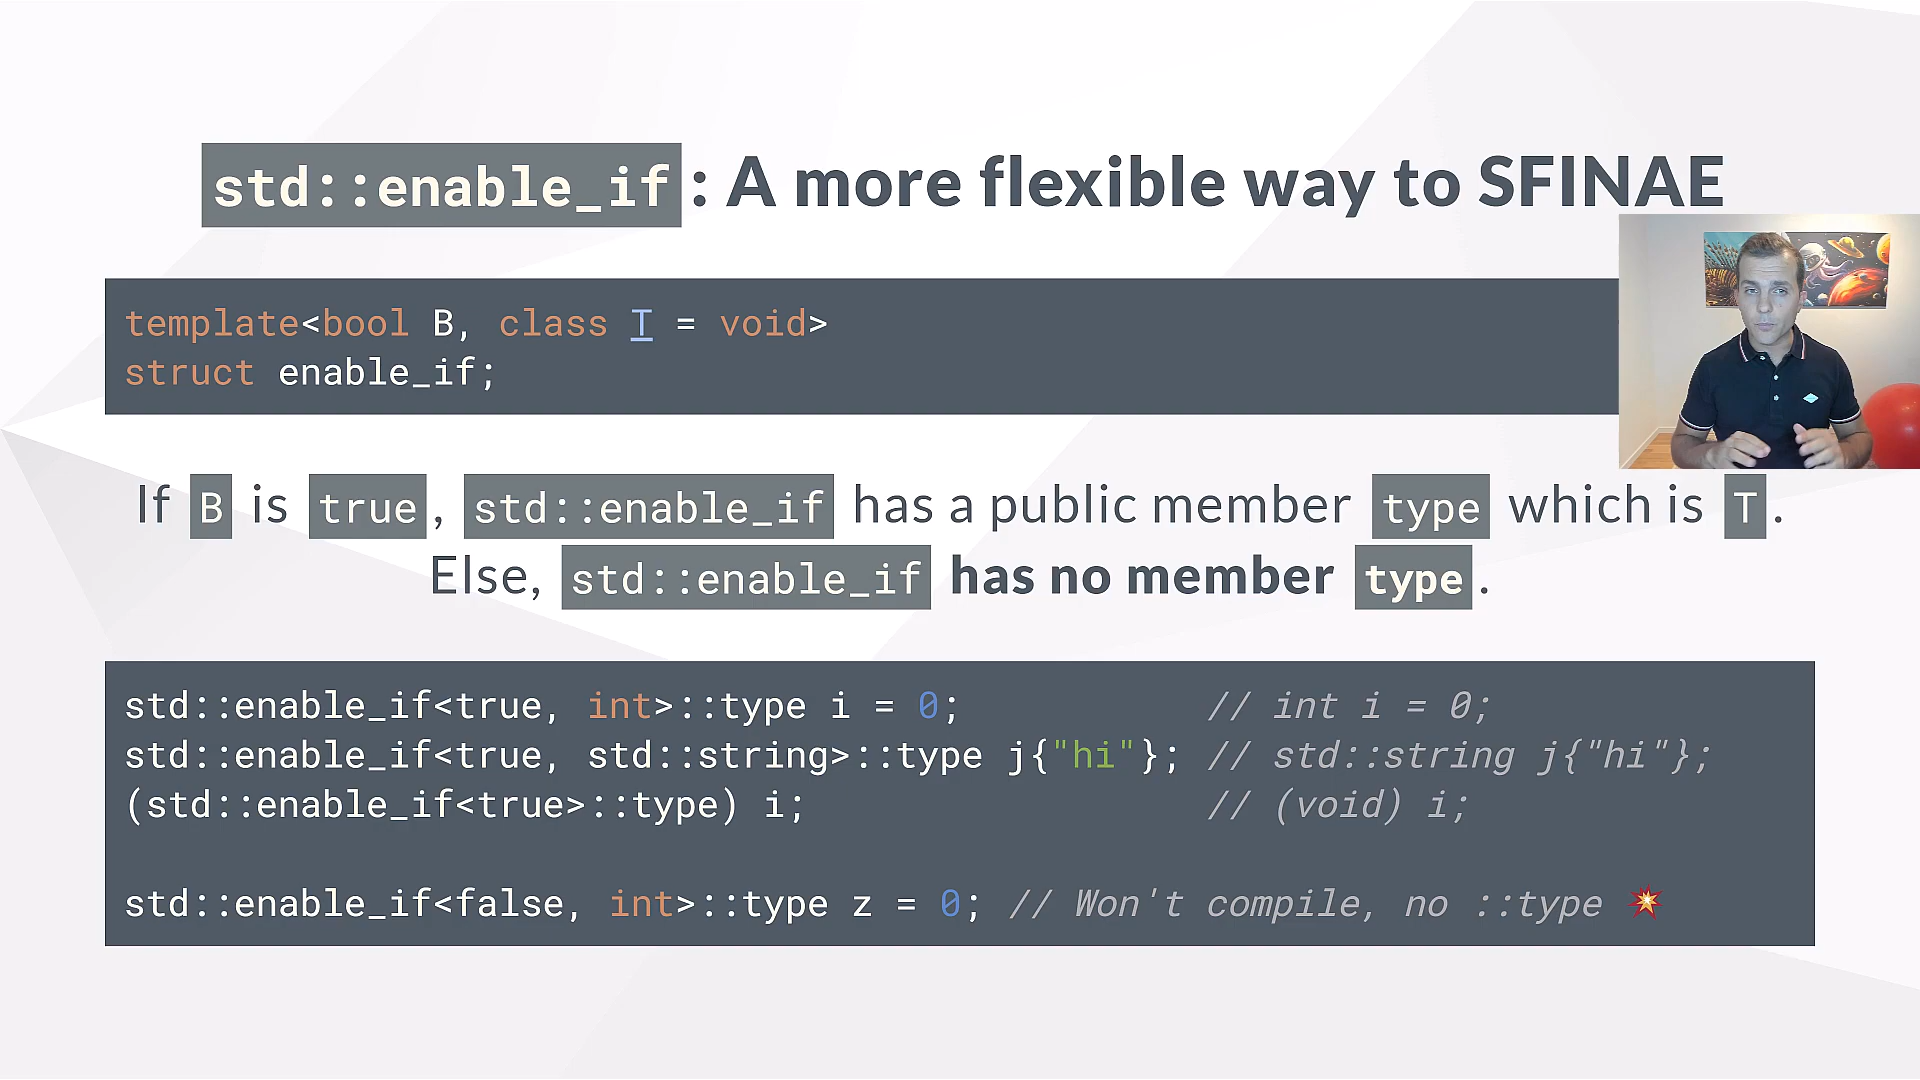 std::enable_if: A more flexible way to SFINAE
template<bool B, class T = void>
struct enable_if;
If B is true, std::enable_if has a public member type which is T.
Else, std::enable_if has no member type.
std::enable_if<true, int>::type i = 0; // int i = 0;
std::enable_if<true, std::string>::type j{"hi"}; // std::string j{"hi"};
(std::enable_if<true>::type) i; // (void) i;
std::enable_if<false, int>::type z = 0; // Won't compile, no ::type 💥